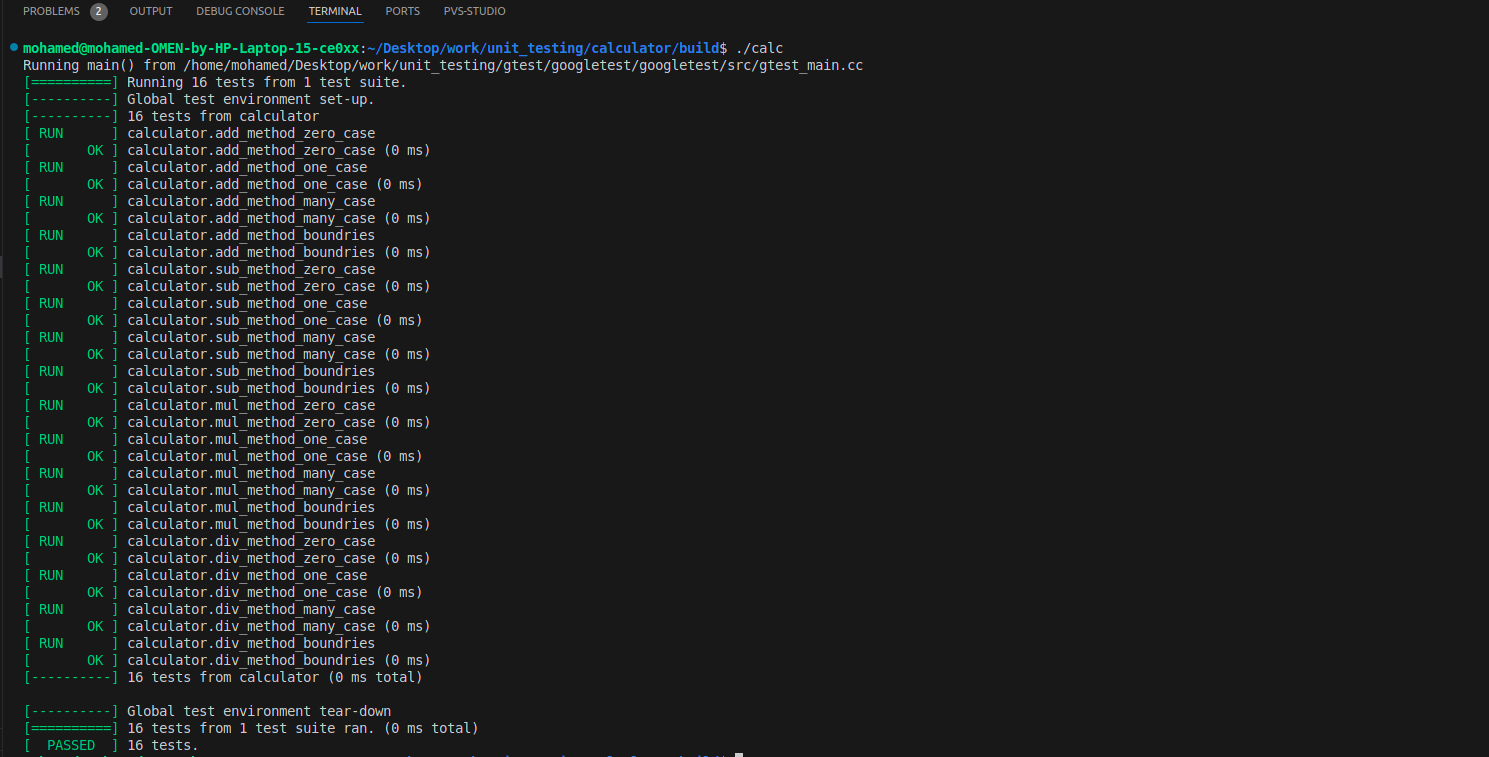 PROBLEMS 2 OUTPUT DEBUG CONSOLE TERMINAL PORTS PVS-STUDIO
mohamed@mohamed-OMEN-by-HP-Laptop-15-ce0xx:~/Desktop/work/unit_testing/calculator/build$ ./calc
Running main() from /home/mohamed/Desktop/work/unit_testing/gtest/googletest/googletest/src/gtest_main.cc
[==========] Running 16 tests from 1 test suite.
[----------] Global test environment set-up.
[----------] 16 tests from calculator
[ RUN      ] calculator.add_method_zero_case
[       OK ] calculator.add_method_zero_case (0 ms)
[ RUN      ] calculator.add_method_one_case
[       OK ] calculator.add_method_one_case (0 ms)
[ RUN      ] calculator.add_method_many_case
[       OK ] calculator.add_method_many_case (0 ms)
[ RUN      ] calculator.add_method_boundries
[       OK ] calculator.add_method_boundries (0 ms)
[ RUN      ] calculator.sub_method_zero_case
[       OK ] calculator.sub_method_zero_case (0 ms)
[ RUN      ] calculator.sub_method_one_case
[       OK ] calculator.sub_method_one_case (0 ms)
[ RUN      ] calculator.sub_method_many_case
[       OK ] calculator.sub_method_many_case (0 ms)
[ RUN      ] calculator.sub_method_boundries
[       OK ] calculator.sub_method_boundries (0 ms)
[ RUN      ] calculator.mul_method_zero_case
[       OK ] calculator.mul_method_zero_case (0 ms)
[ RUN      ] calculator.mul_method_one_case
[       OK ] calculator.mul_method_one_case (0 ms)
[ RUN      ] calculator.mul_method_many_case
[       OK ] calculator.mul_method_many_case (0 ms)
[ RUN      ] calculator.mul_method_boundries
[       OK ] calculator.mul_method_boundries (0 ms)
[ RUN      ] calculator.div_method_zero_case
[       OK ] calculator.div_method_zero_case (0 ms)
[ RUN      ] calculator.div_method_one_case
[       OK ] calculator.div_method_one_case (0 ms)
[ RUN      ] calculator.div_method_many_case
[       OK ] calculator.div_method_many_case (0 ms)
[ RUN      ] calculator.div_method_boundries
[       OK ] calculator.div_method_boundries (0 ms)
[----------] 16 tests from calculator (0 ms total)
[----------] Global test environment tear-down
[==========] 16 tests from 1 test suite ran. (0 ms total)
[  PASSED  ] 16 tests.